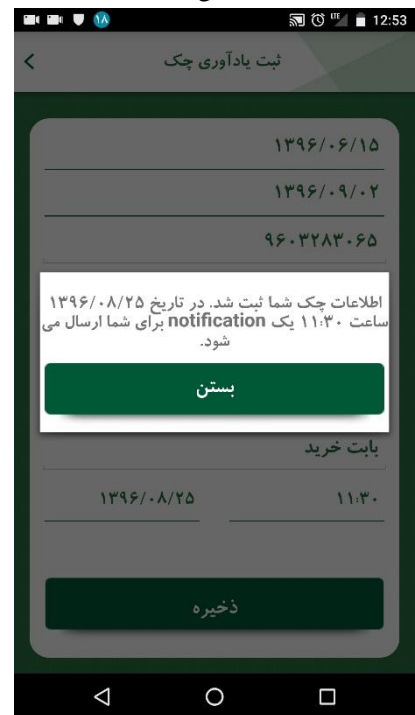 ۱۸
LTE
12:53
ثبت یادآوری چک
۱۳۹۶/۰۶/۱۵
۱۳۹۶/۰۹/۰۲
۹۶۰۳۲۸۳۰۶۵
اطلاعات چک شما ثبت شد. در تاریخ ۱۳۹۶/۰۸/۲۵
ساعت ۱۱:۳۰ یک notification برای شما ارسال می
شود.
بستن
بابت خرید
۱۱:۳۰
۱۳۹۶/۰۸/۲۵
ذخیره